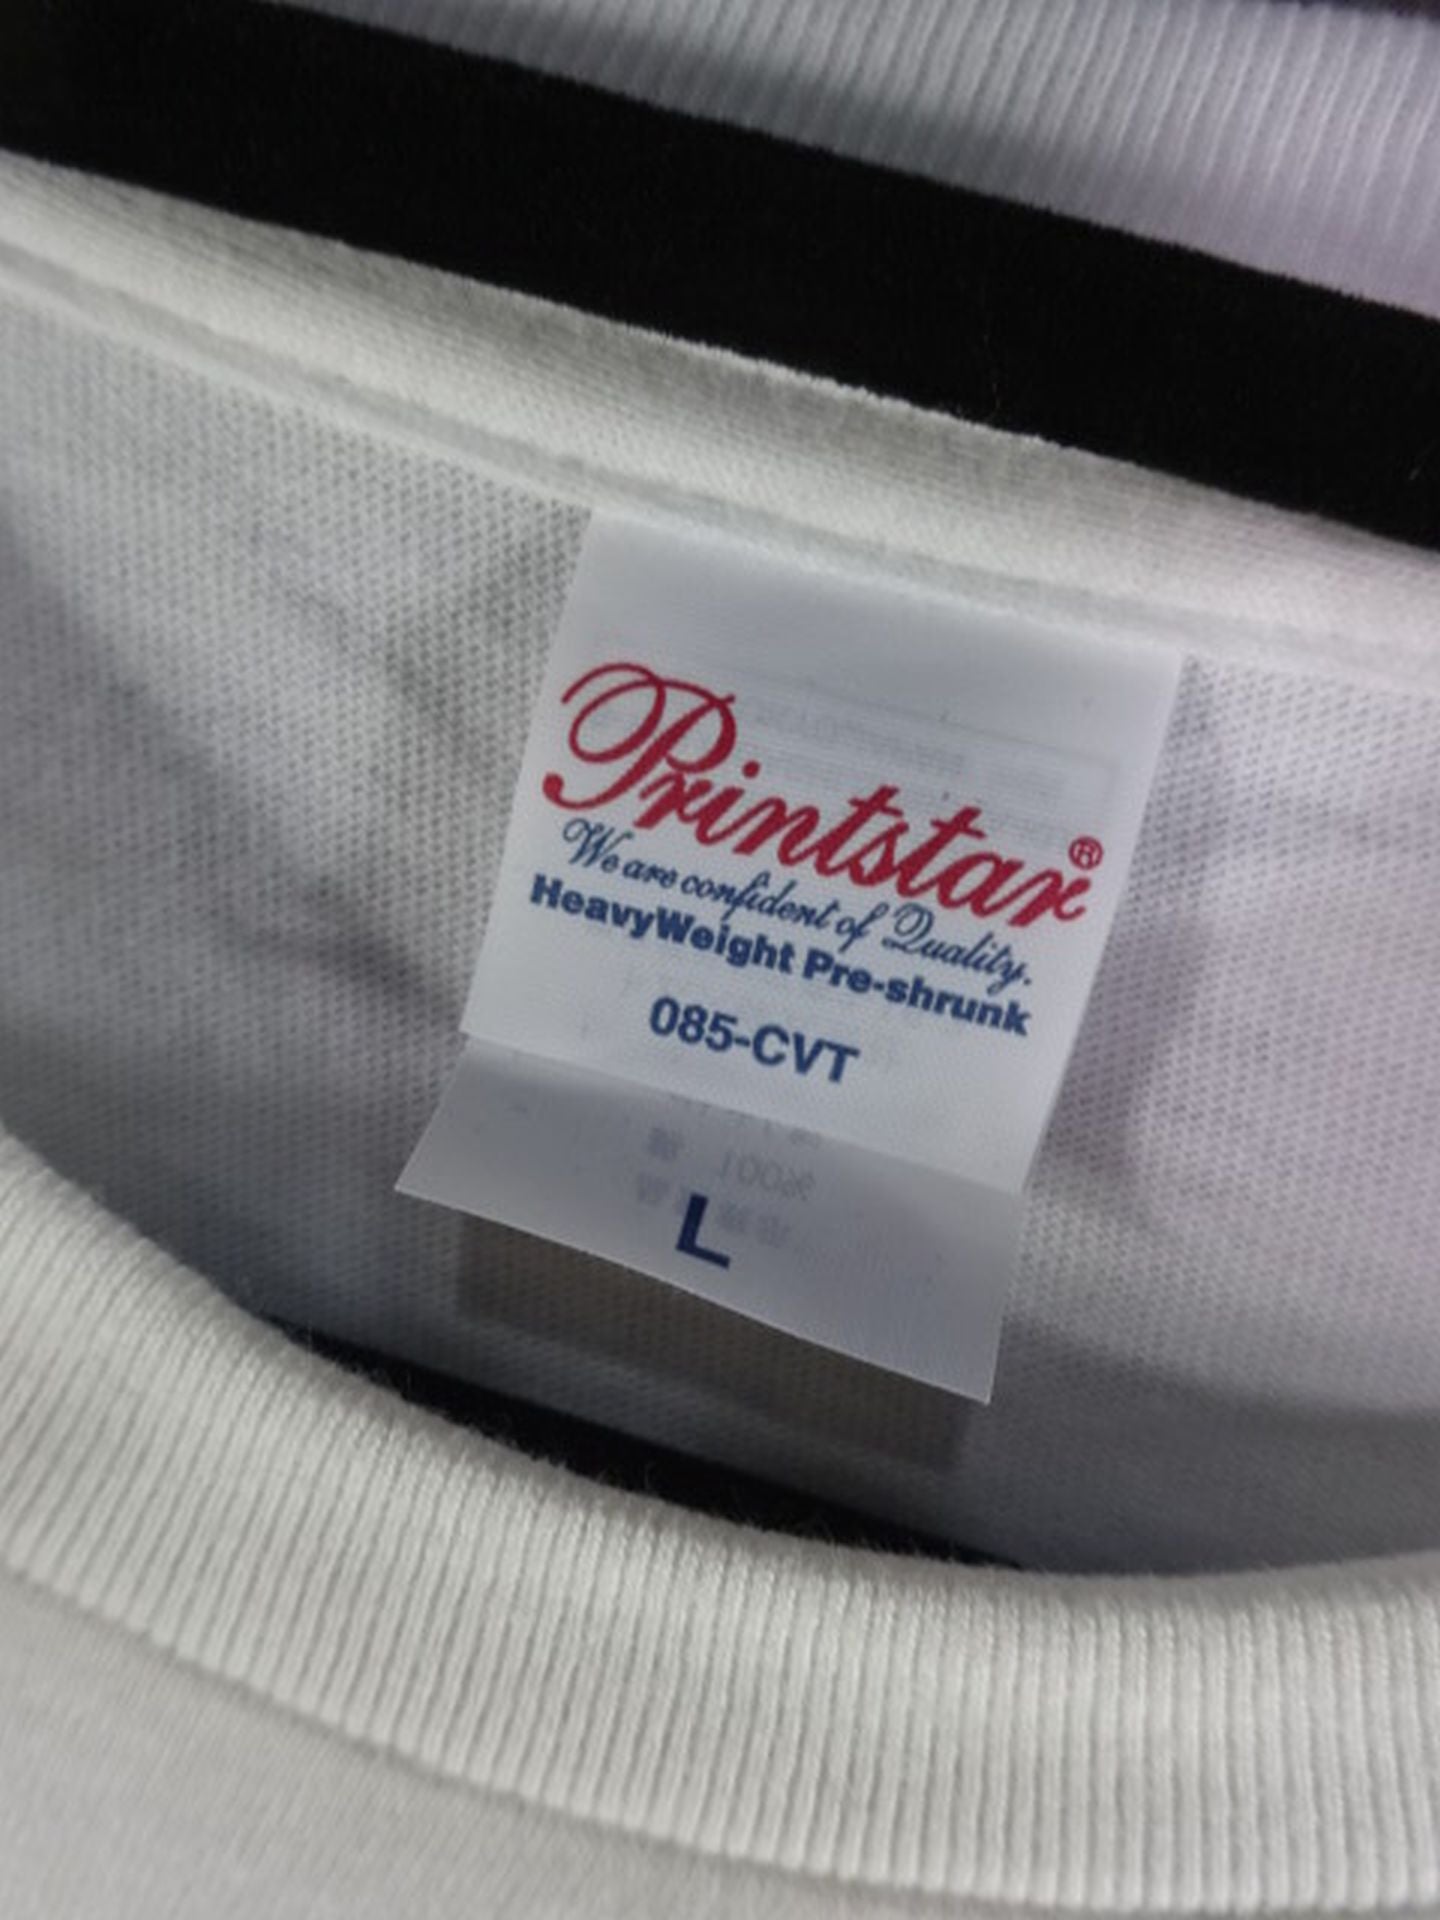 Printstar®
We are confident of Quality.
HeavyWeight Pre-shrunk
085-CVT
L